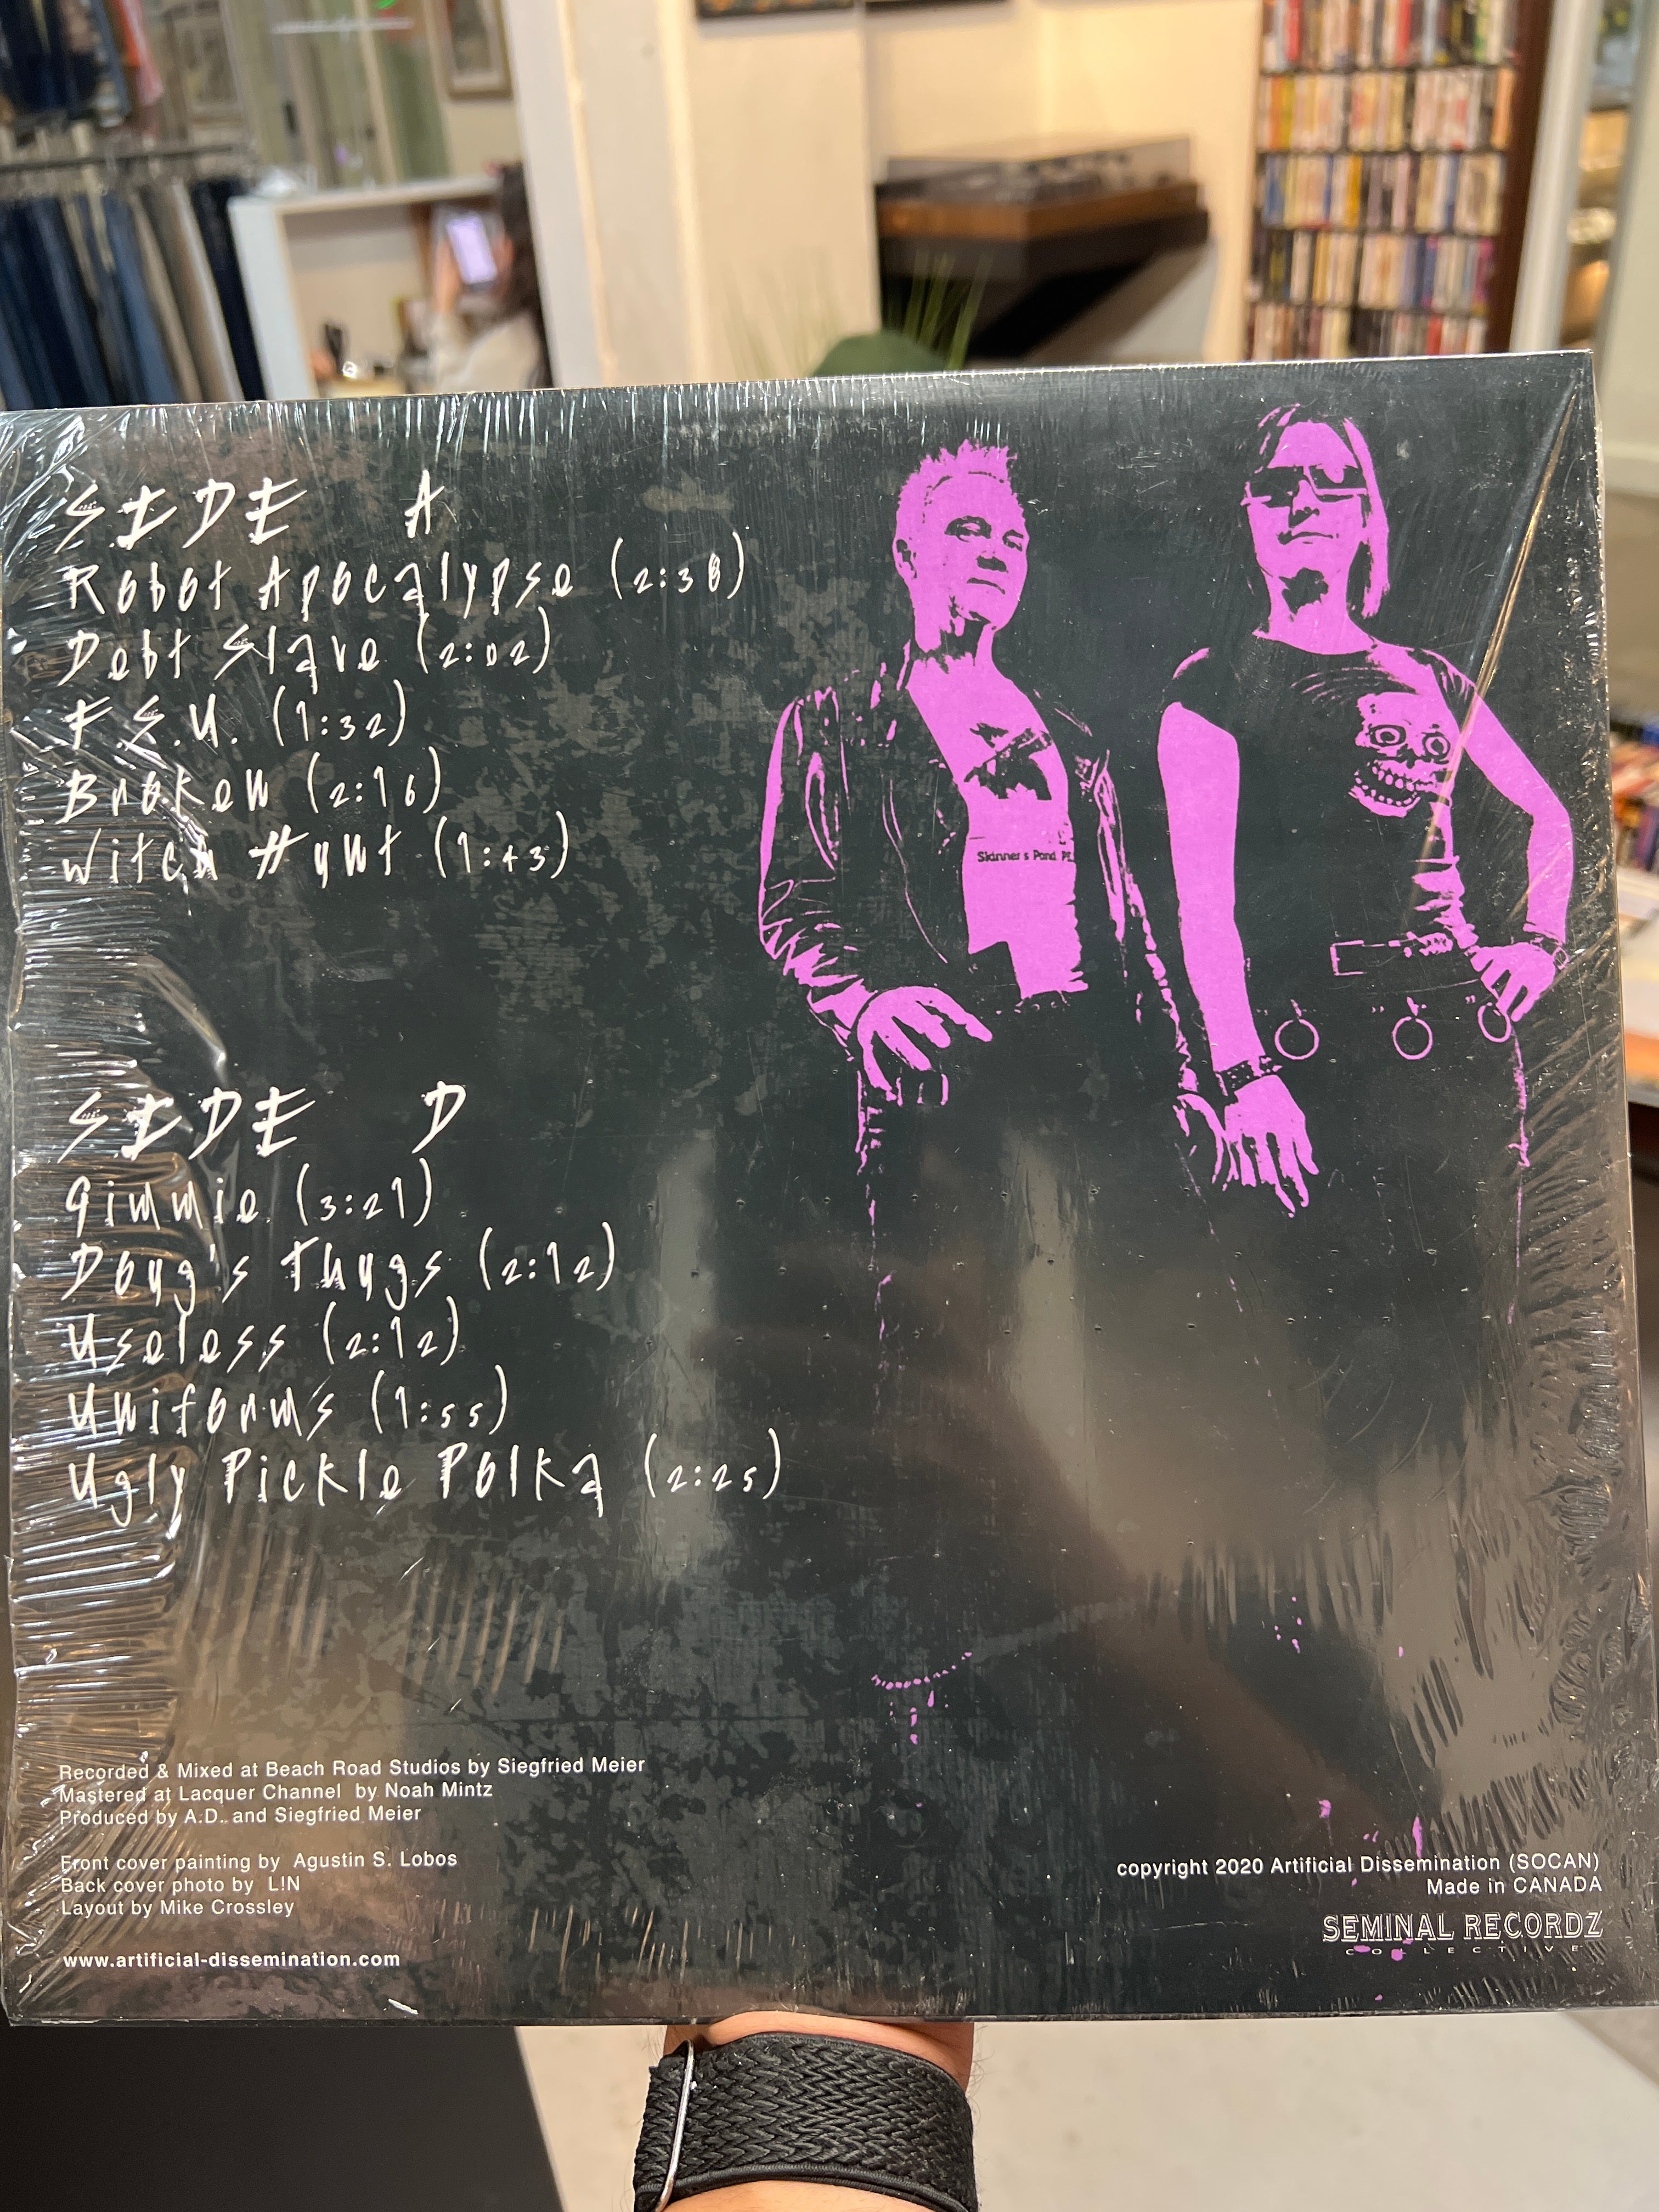 SIDE A
Robot Apocalypse (2:38)
Debt Slave (2:02)
F.S.U. (1:32)
Broken (2:16)
Witch Hunt (1:43)
SIDE D
Gimmie (3:21)
Doug's Thugs (2:12)
Useless (2:12)
Uniforms (1:55)
Ugly Pickle Polka (2:25)
Skinner s Pond. PE
Recorded & Mixed at Beach Road Studios by Siegfried Meier
Mastered at Lacquer Channel by Noah Mintz
Produced by A.D. and Siegfried Meier
Front cover painting by Agustin S. Lobos
Back cover photo by L!N
Layout by Mike Crossley
www.artificial-dissemination.com
copyright 2020 Artificial Dissemination (SOCAN)
Made in CANADA
SEMINAL RECORDZ
COLLECTIVE